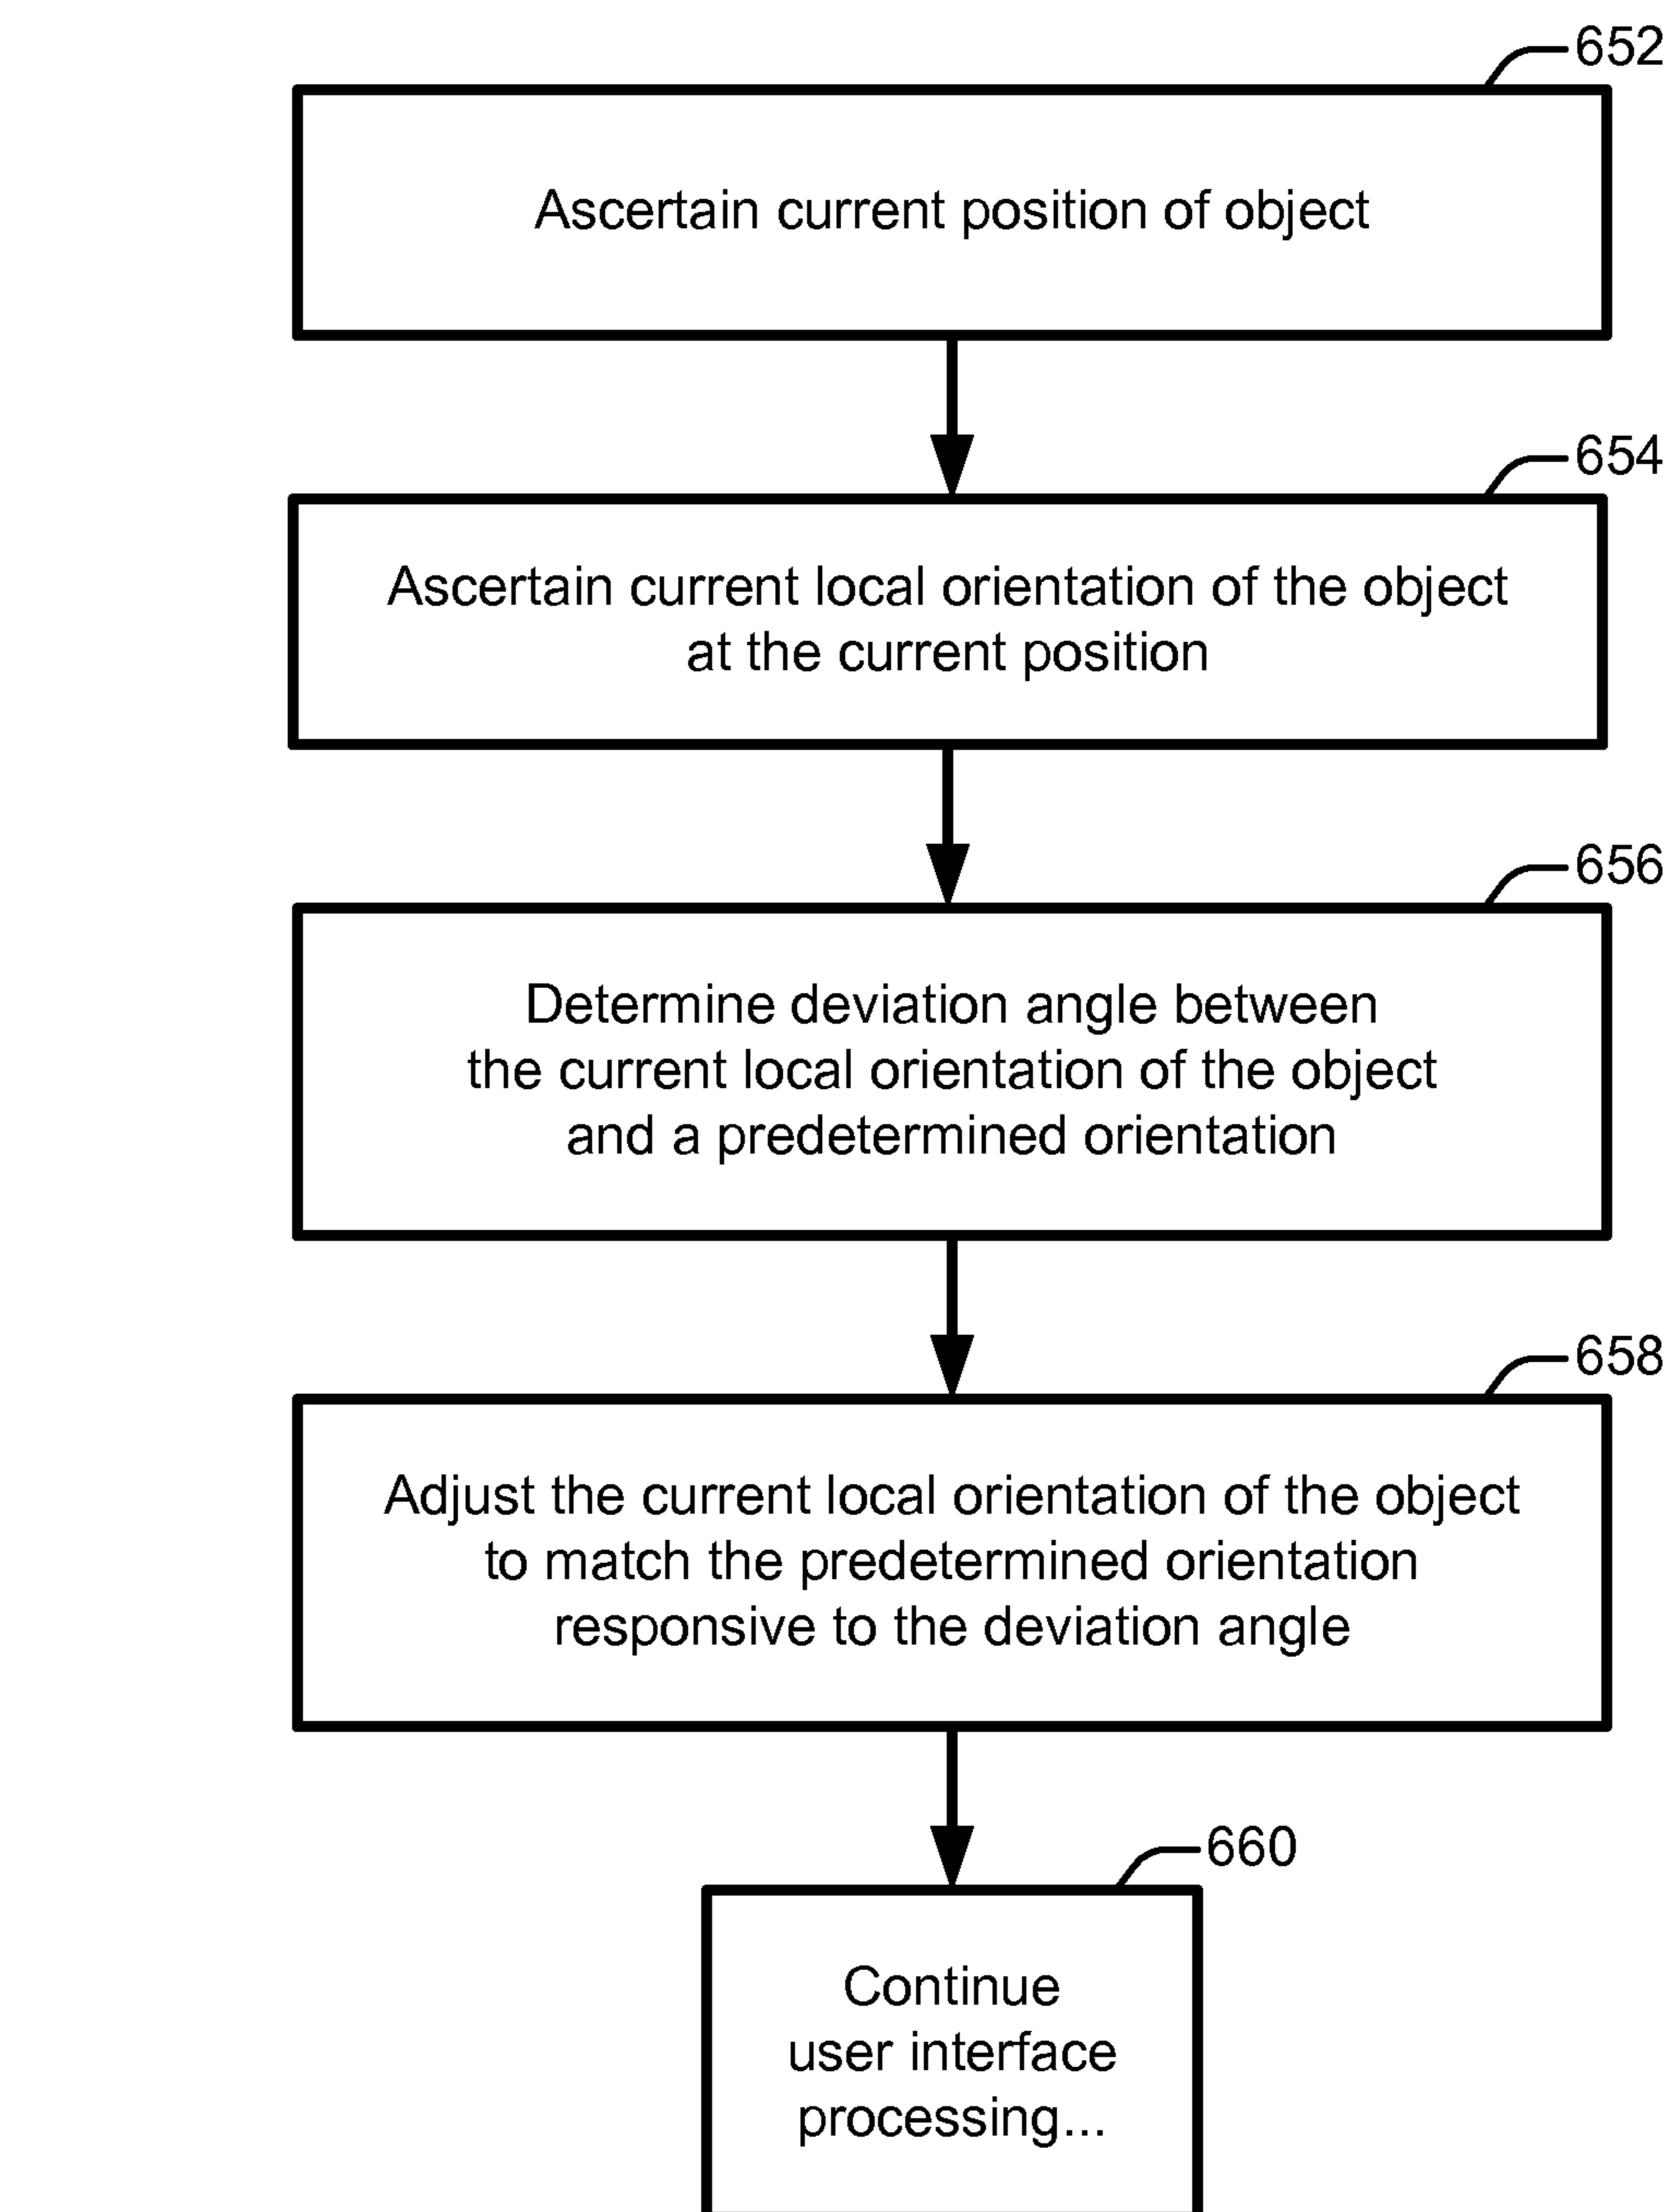 652
Ascertain current position of object
654
Ascertain current local orientation of the object
at the current position
656
Determine deviation angle between
the current local orientation of the object
and a predetermined orientation
658
Adjust the current local orientation of the object
to match the predetermined orientation
responsive to the deviation angle
660
Continue
user interface
processing...